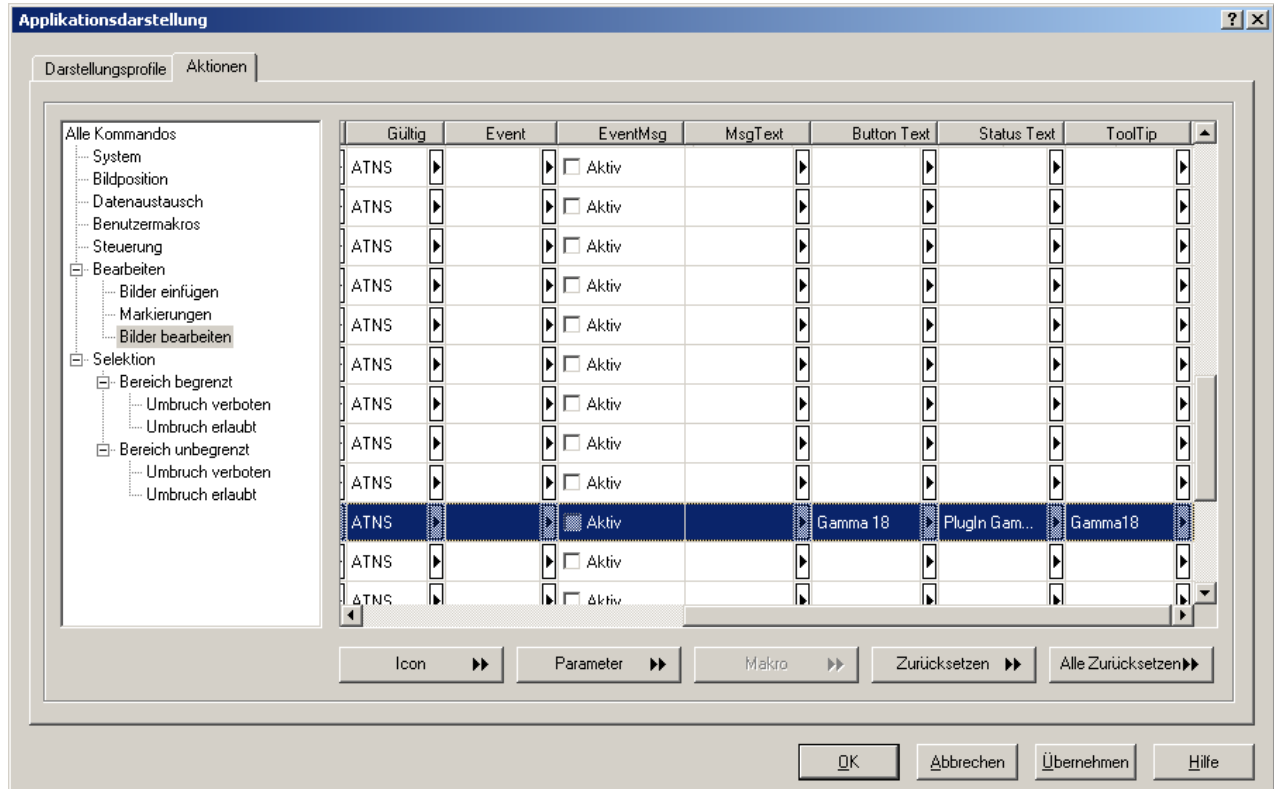 Applikationsdarstellung
Darstellungsprofile Aktionen
Alle Kommandos
System
Bildposition
Datenaustausch
Benutzermakros
Steuerung
Bearbeiten
Bilder einfügen
Markierungen
Bilder bearbeiten
Selektion
Bereich begrenzt
Umbruch verboten
Umbruch erlaubt
Bereich unbegrenzt
Umbruch verboten
Umbruch erlaubt
Gültig Event EventMsg MsgText Button Text Status Text ToolTip
ATNS Aktiv
ATNS Aktiv
ATNS Aktiv
ATNS Aktiv
ATNS Aktiv
ATNS Aktiv
ATNS Aktiv
ATNS Aktiv
ATNS Aktiv
ATNS Aktiv Gamma 18 PlugIn Gam... Gamma18
ATNS Aktiv
ATNS Aktiv
Icon Parameter Makro Zurücksetzen Alle Zurücksetzen
OK Abbrechen Übernehmen Hilfe